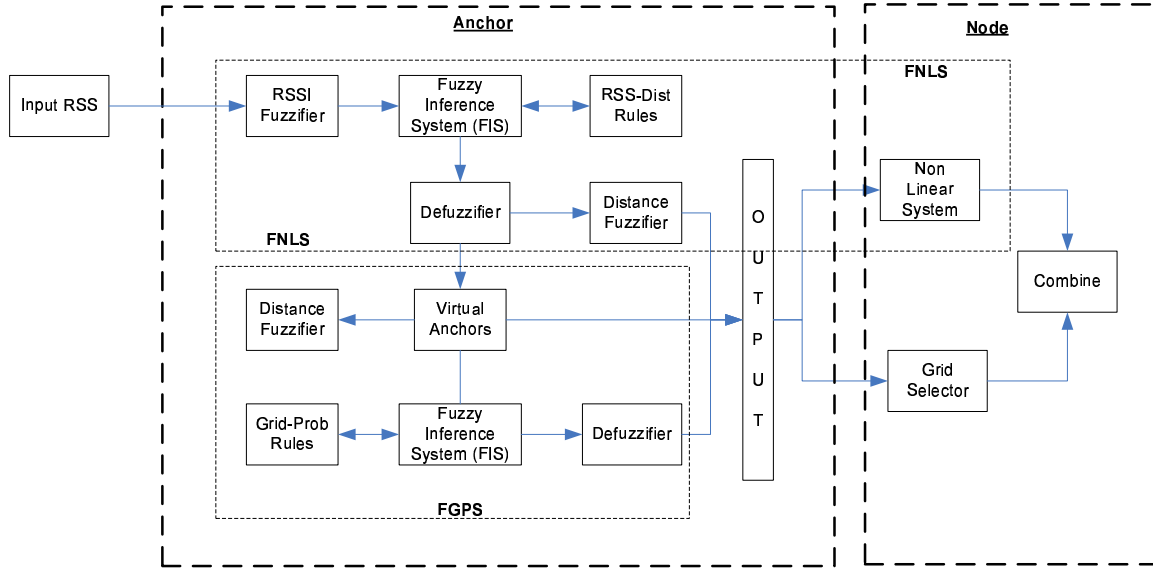 Anchor
Node
FNLS
Input RSS
RSSI
Fuzzifier
Fuzzy
Inference
System (FIS)
RSS-Dist
Rules
Defuzzifier
Distance
Fuzzifier
FNLS
Non
Linear
System
OUTPUT
Combine
Distance
Fuzzifier
Virtual
Anchors
Grid
Selector
Grid-Prob
Rules
Fuzzy
Inference
System (FIS)
Defuzzifier
FGPS